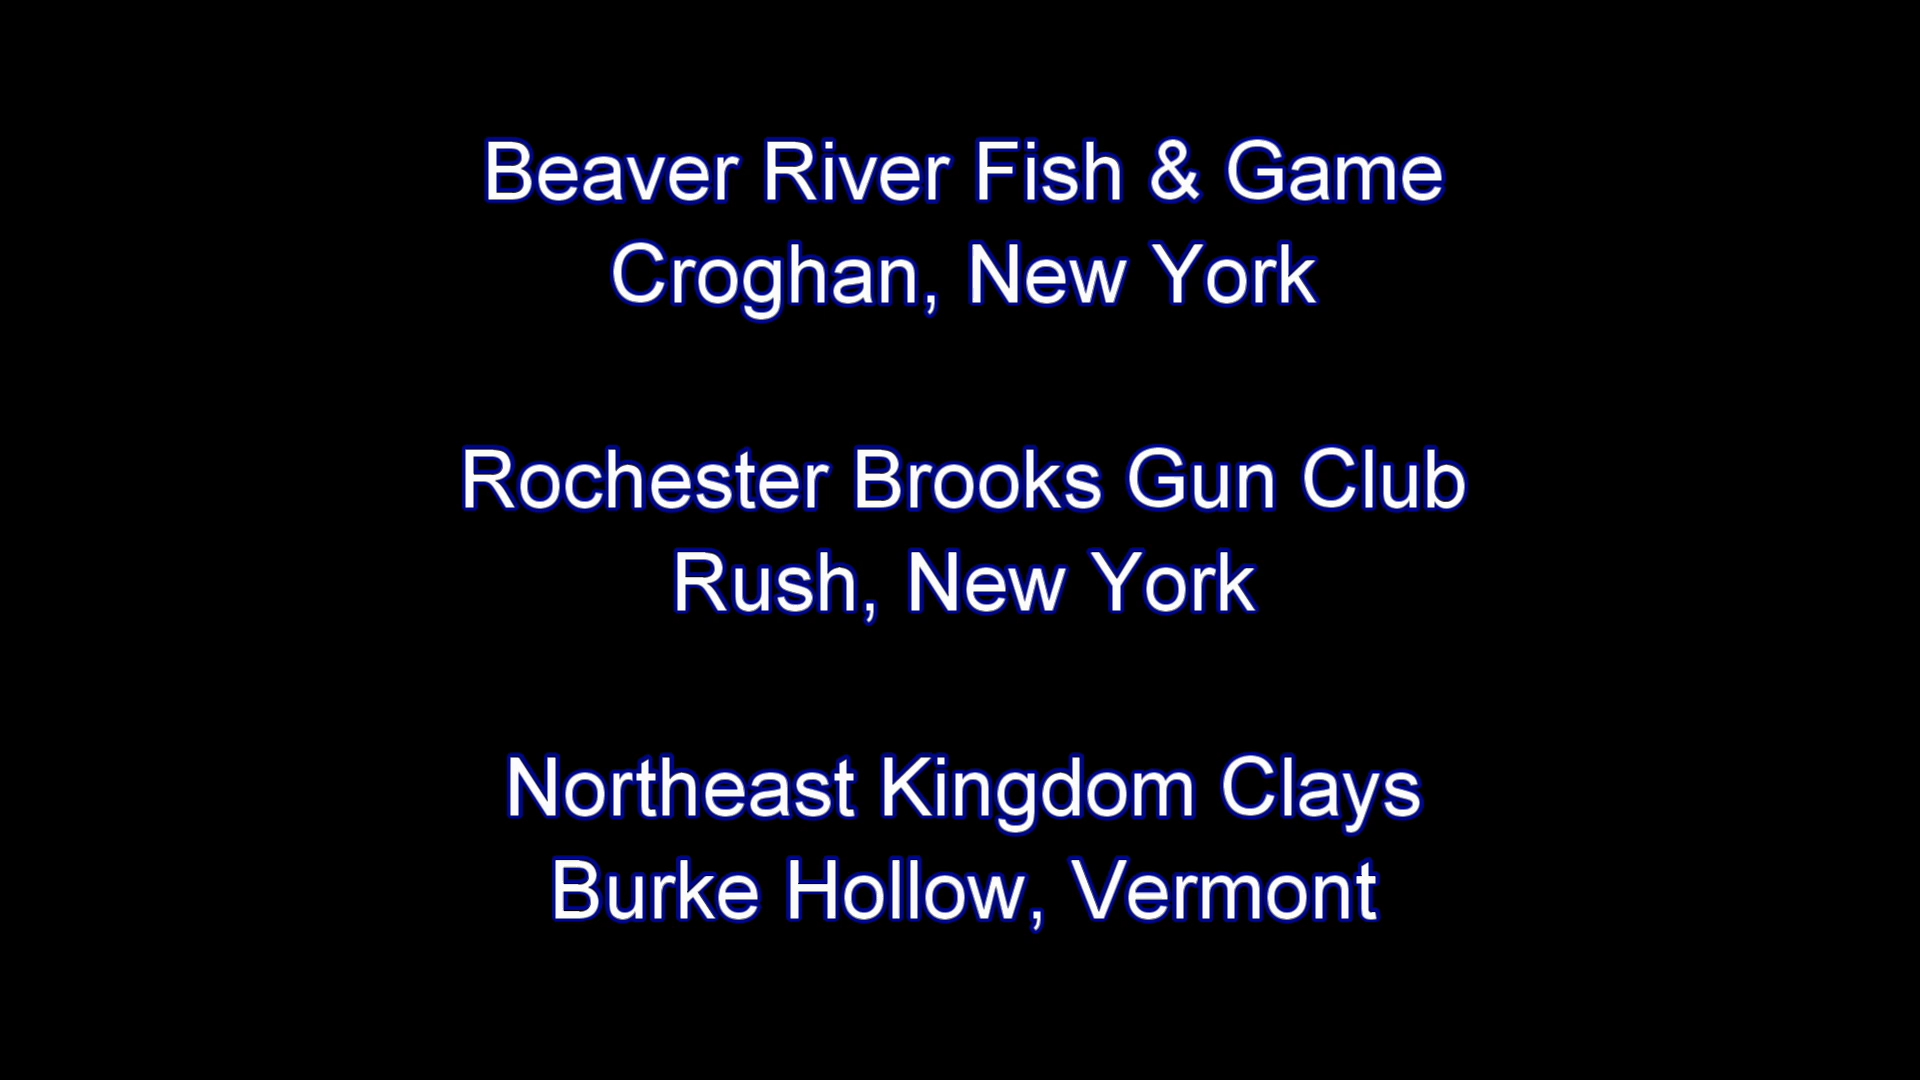 Beaver River Fish & Game
Croghan, New York
Rochester Brooks Gun Club
Rush, New York
Northeast Kingdom Clays
Burke Hollow, Vermont